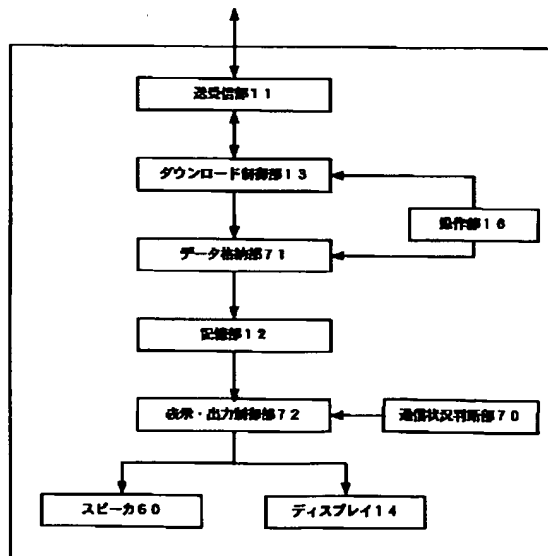 送受信部11
ダウンロード制御部13
操作部16
データ格納部71
記憶部12
表示・出力制御部72
通信状況判断部70
スピーカ60
ディスプレイ14